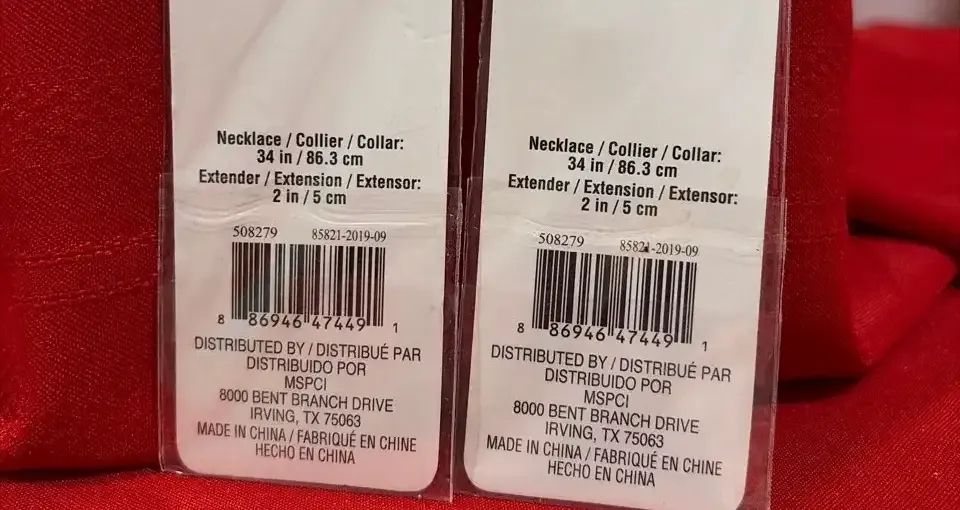 Necklace / Collier / Collar:
34 in / 86.3 cm
Extender / Extension / Extensor:
2 in / 5 cm
508279 85821-2019-09
8 86946 47449 1
DISTRIBUTED BY / DISTRIBUÉ PAR
DISTRIBUIDO POR
MSPCI
8000 BENT BRANCH DRIVE
IRVING, TX 75063
MADE IN CHINA / FABRIQUÉ EN CHINE
HECHO EN CHINA
Necklace / Collier / Collar:
34 in / 86.3 cm
Extender / Extension / Extensor:
2 in / 5 cm
508279 85821-2019-09
8 86946 47449 1
DISTRIBUTED BY / DISTRIBUÉ PAR
DISTRIBUIDO POR
MSPCI
8000 BENT BRANCH DRIVE
IRVING, TX 75063
MADE IN CHINA / FABRIQUÉ EN CHINE
HECHO EN CHINA